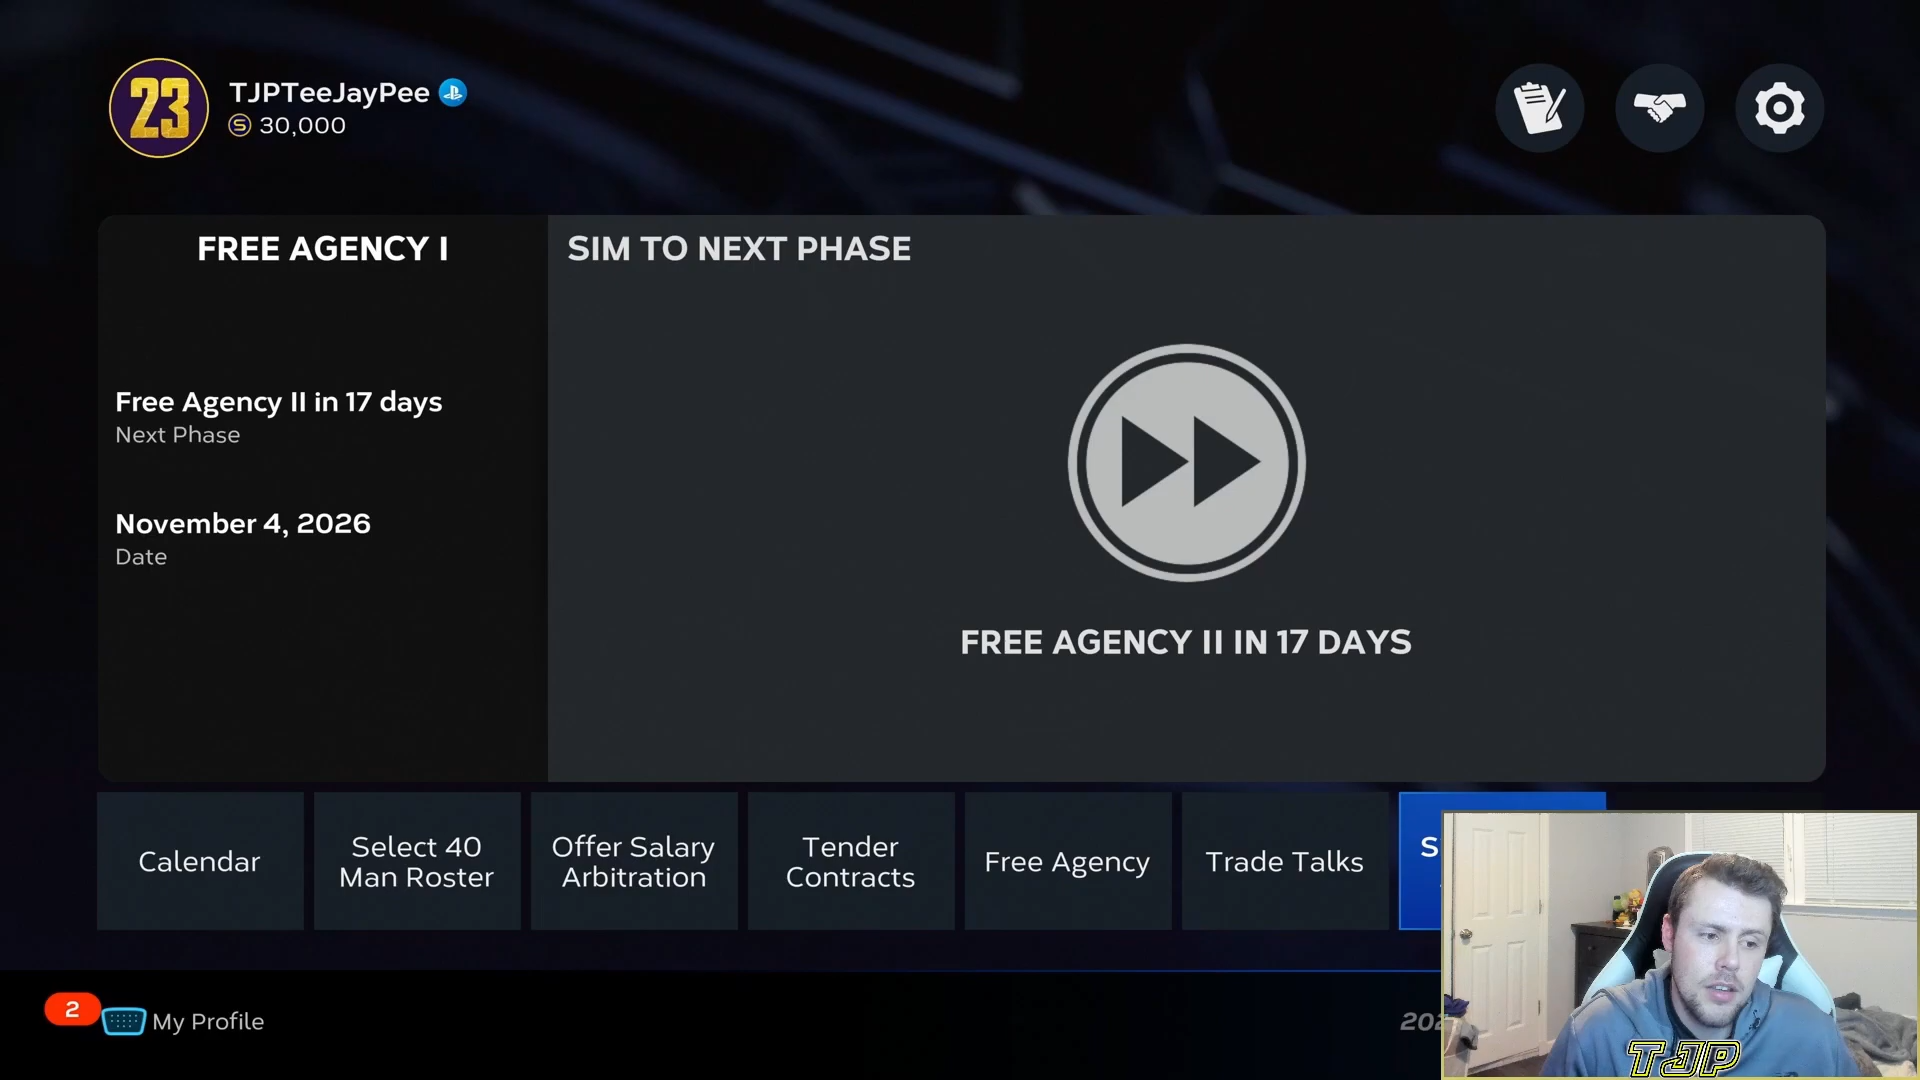 23
TJPTeeJayPee
S 30,000
FREE AGENCY I
SIM TO NEXT PHASE
Free Agency II in 17 days
Next Phase
November 4, 2026
Date
FREE AGENCY II IN 17 DAYS
Calendar
Select 40
Man Roster
Offer Salary
Arbitration
Tender
Contracts
Free Agency
Trade Talks
S
2
My Profile
202
TJP